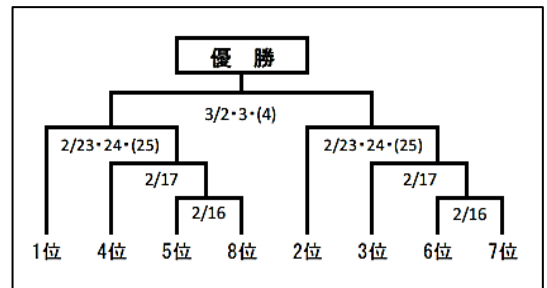 優 勝
3/2・3・(4)
2/23・24・(25) 2/23・24・(25)
2/17 2/17
2/16 2/16
1位 4位 5位 8位 2位 3位 6位 7位